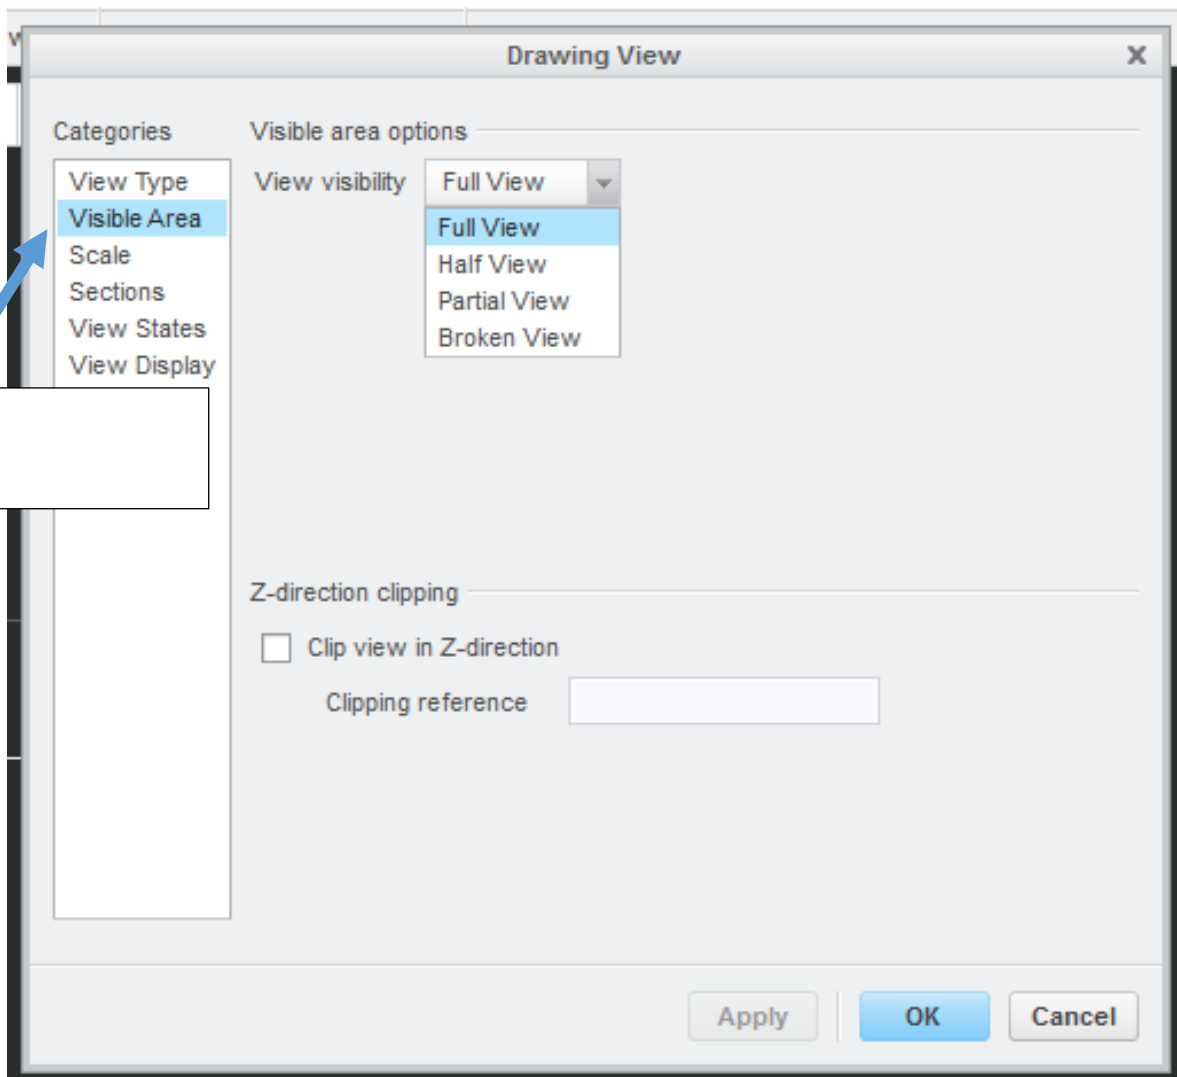 Drawing View
Categories
Visible area options
View Type
Visible Area
Scale
Sections
View States
View Display
View visibility
Full View
Full View
Half View
Partial View
Broken View
Z-direction clipping
Clip view in Z-direction
Clipping reference
Apply
OK
Cancel